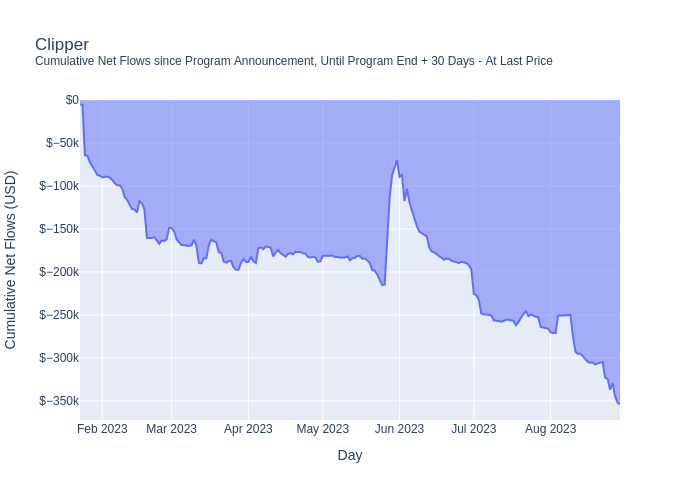 Clipper
Cumulative Net Flows since Program Announcement, Until Program End + 30 Days - At Last Price
Cumulative Net Flows (USD)
$0
$−50k
$−100k
$−150k
$−200k
$−250k
$−300k
$−350k
Feb 2023 Mar 2023 Apr 2023 May 2023 Jun 2023 Jul 2023 Aug 2023
Day